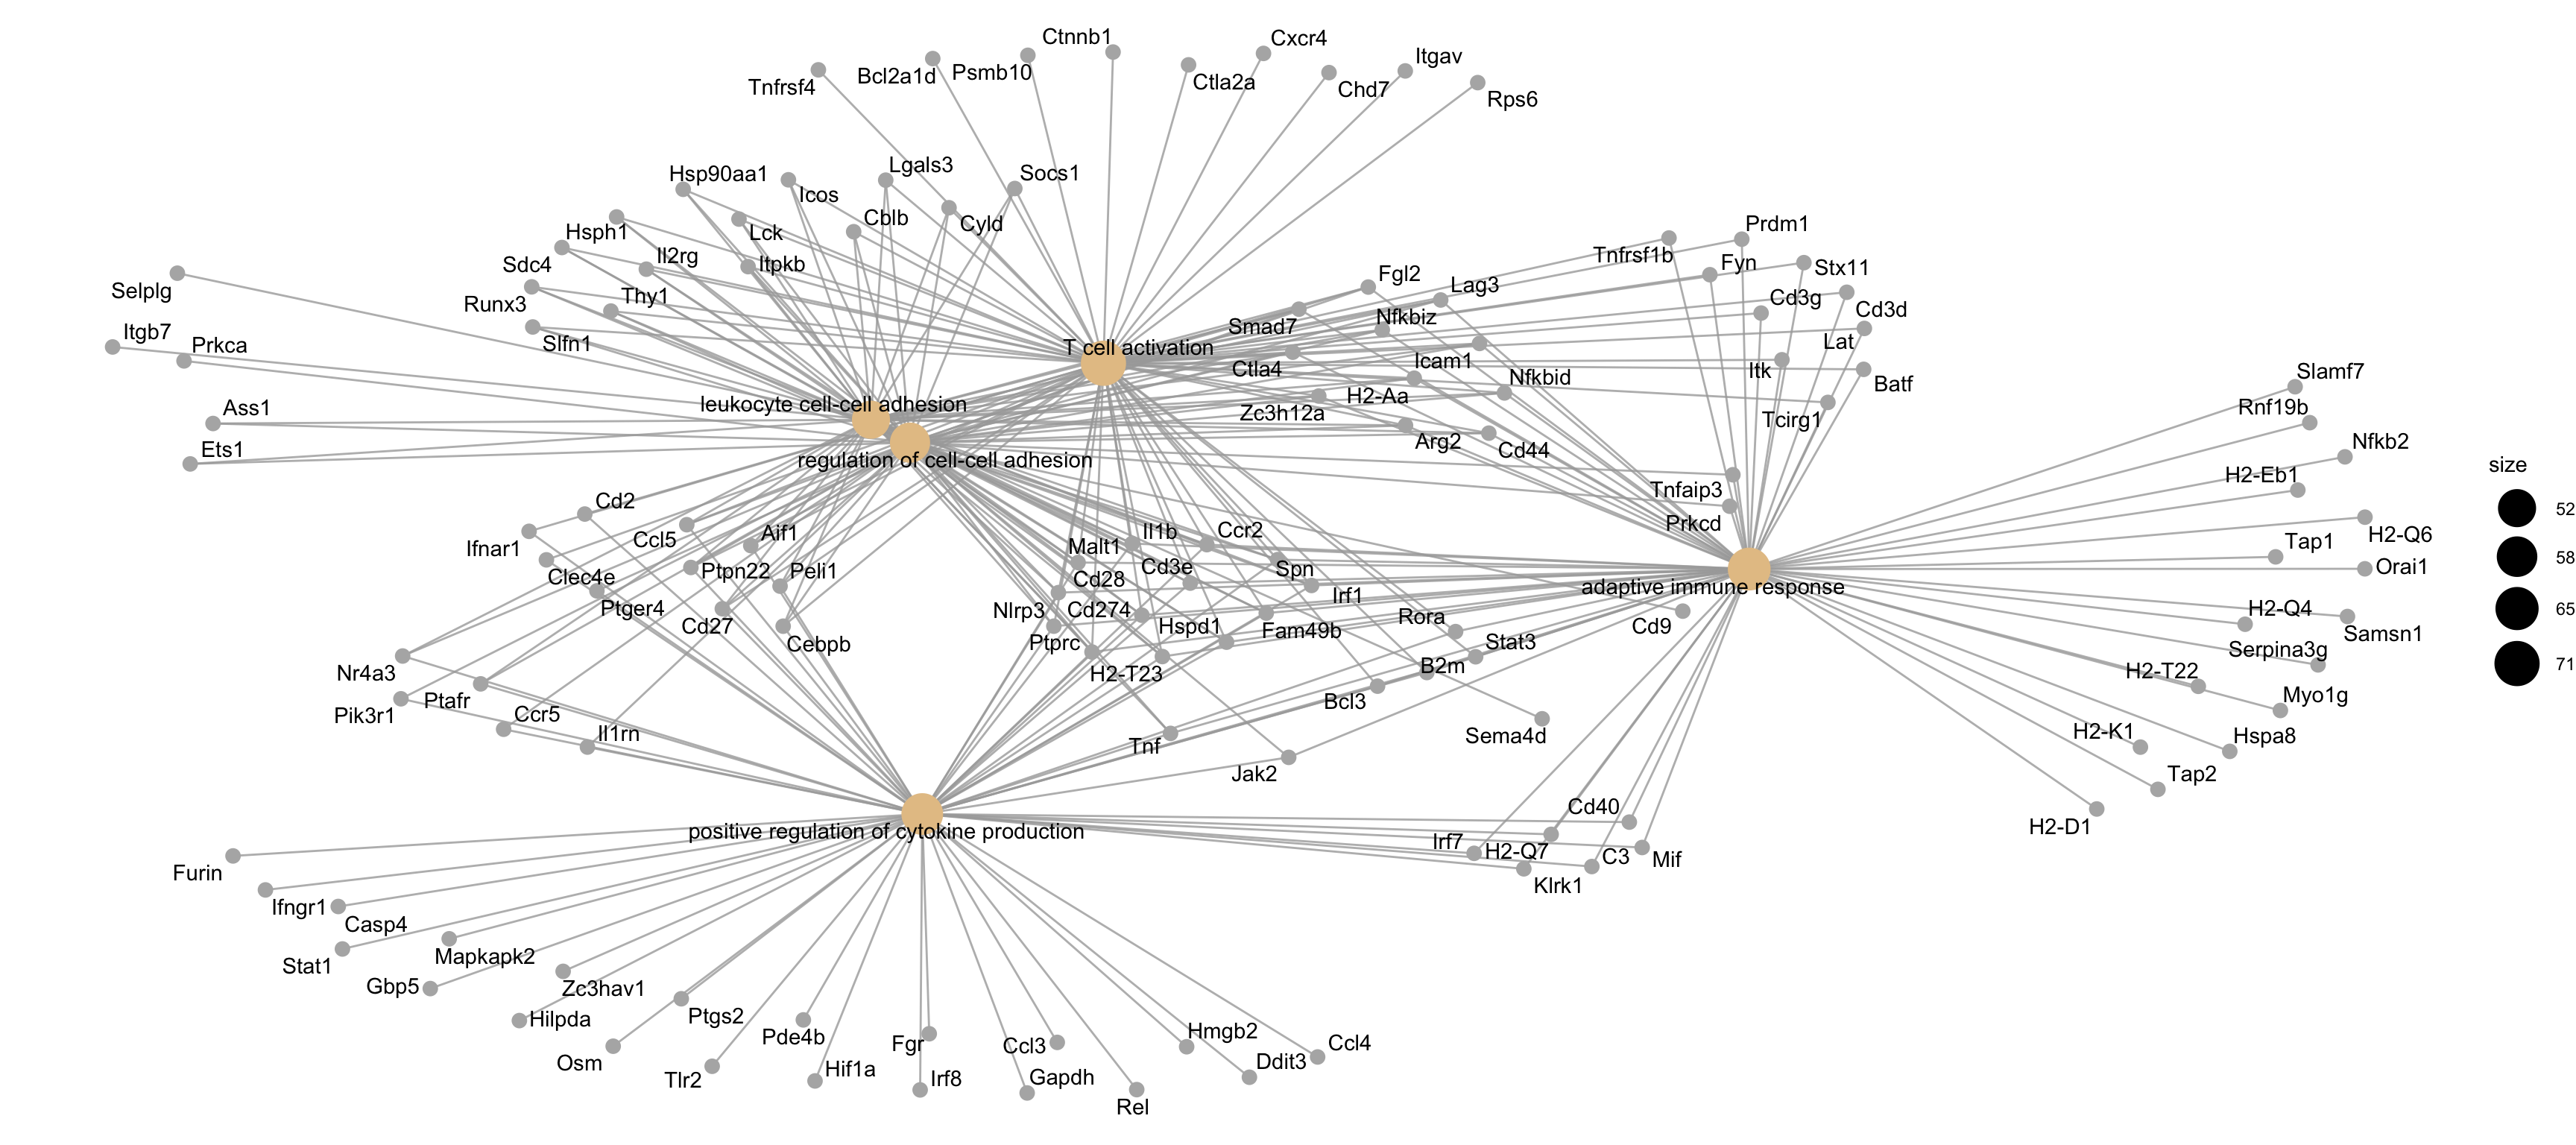 Ctnnb1
Cxcr4
Itgav
Tnfrsf4
Bcl2a1d
Psmb10
Ctla2a
Chd7
Rps6
Hsp90aa1
Lgals3
Socs1
Icos
Cblb
Cyld
Hsph1
Lck
Sdc4
Il2rg
Itpkb
Runx3
Thy1
Slfn1
Selplg
Itgb7
Prkca
Ass1
Ets1
Prdm1
Tnfrsf1b
Fyn
Stx11
Fgl2
Lag3
Cd3g
Cd3d
Smad7
Nfkbiz
Lat
T cell activation
Ctla4
Icam1
Itk
Batf
Nfkbid
H2-Aa
Zc3h12a
Tcirg1
Arg2
Cd44
leukocyte cell-cell adhesion
regulation of cell-cell adhesion
Tnfaip3
Prkcd
Slamf7
Rnf19b
Nfkb2
H2-Eb1
H2-Q6
Tap1
Orai1
adaptive immune response
H2-Q4
Samsn1
Serpina3g
H2-T22
Myo1g
H2-K1
Hspa8
Tap2
H2-D1
size
52
58
65
71
Cd2
Ifnar1
Ccl5
Aif1
Clec4e
Ptpn22
Peli1
Ptger4
Cd27
Cebpb
Nr4a3
Pik3r1
Ptafr
Ccr5
Il1rn
Il1b
Ccr2
Malt1
Cd3e
Spn
Cd28
Irf1
Nlrp3
Cd274
Hspd1
Fam49b
Rora
Cd9
Ptprc
Stat3
H2-T23
B2m
Bcl3
Sema4d
Tnf
Jak2
Cd40
Irf7
H2-Q7
C3
Mif
Klrk1
positive regulation of cytokine production
Furin
Ifngr1
Casp4
Stat1
Mapkapk2
Gbp5
Zc3hav1
Hilpda
Ptgs2
Osm
Pde4b
Tlr2
Hif1a
Fgr
Irf8
Ccl3
Gapdh
Rel
Hmgb2
Ddit3
Ccl4